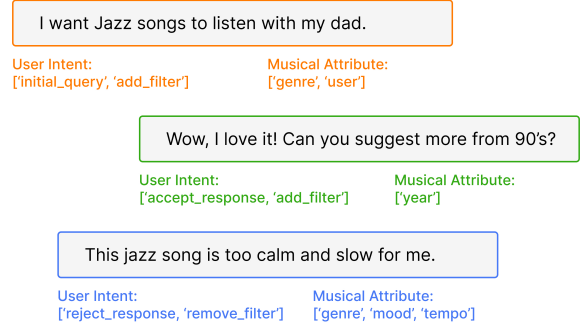 I want Jazz songs to listen with my dad.
User Intent:
['initial_query', 'add_filter']
Musical Attribute:
['genre', 'user']
Wow, I love it! Can you suggest more from 90's?
User Intent:
['accept_response, 'add_filter']
Musical Attribute:
['year']
This jazz song is too calm and slow for me.
User Intent:
['reject_response, 'remove_filter']
Musical Attribute:
['genre', 'mood', 'tempo']